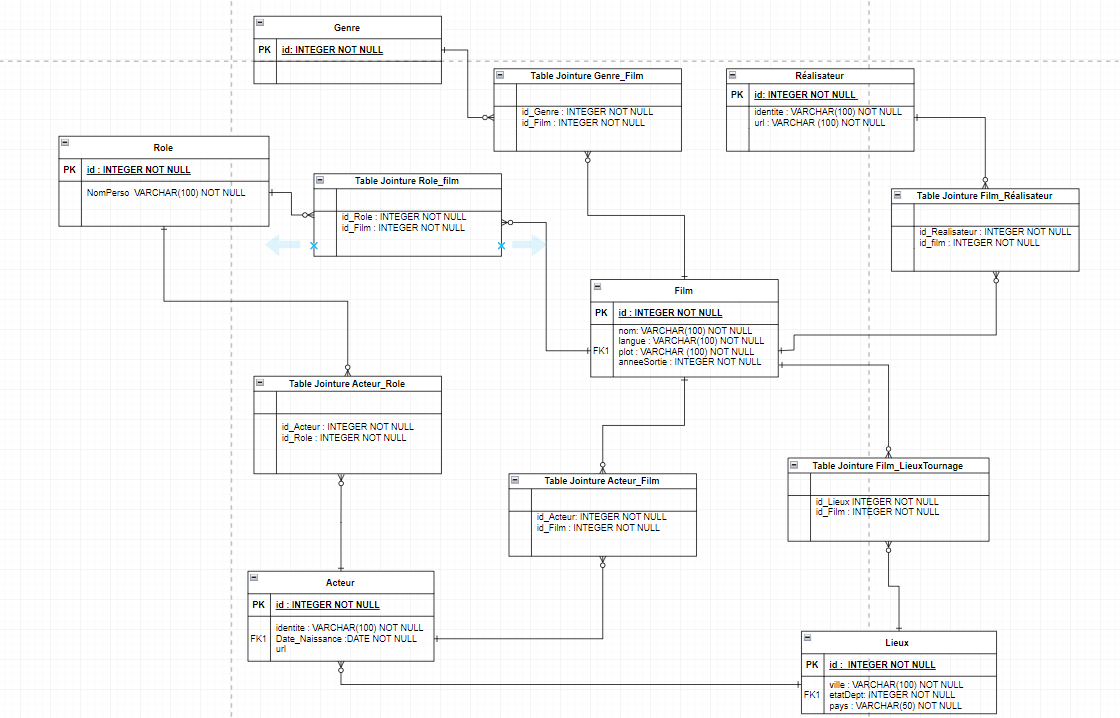 Genre
PK id: INTEGER NOT NULL
Table Jointure Genre_Film
id_Genre : INTEGER NOT NULL
id_Film : INTEGER NOT NULL
Réalisateur
PK id: INTEGER NOT NULL
identite : VARCHAR(100) NOT NULL
url : VARCHAR (100) NOT NULL
Role
PK id : INTEGER NOT NULL
NomPerso VARCHAR(100) NOT NULL
Table Jointure Role_film
id_Role : INTEGER NOT NULL
id_Film : INTEGER NOT NULL
Table Jointure Film_Réalisateur
id_Realisateur : INTEGER NOT NULL
id_film : INTEGER NOT NULL
Film
PK id : INTEGER NOT NULL
nom: VARCHAR(100) NOT NULL
langue : VARCHAR(100) NOT NULL
FK1 plot : VARCHAR (100) NOT NULL
anneeSortie : INTEGER NOT NULL
Table Jointure Acteur_Role
id_Acteur : INTEGER NOT NULL
id_Role : INTEGER NOT NULL
Table Jointure Acteur_Film
id_Acteur: INTEGER NOT NULL
id_Film : INTEGER NOT NULL
Table Jointure Film_LieuxTournage
id_Lieux INTEGER NOT NULL
id_Film : INTEGER NOT NULL
Acteur
PK id : INTEGER NOT NULL
identite : VARCHAR(100) NOT NULL
FK1 Date_Naissance :DATE NOT NULL
url
Lieux
PK id : INTEGER NOT NULL
ville : VARCHAR(100) NOT NULL
FK1 etatDept: INTEGER NOT NULL
pays : VARCHAR(50) NOT NULL